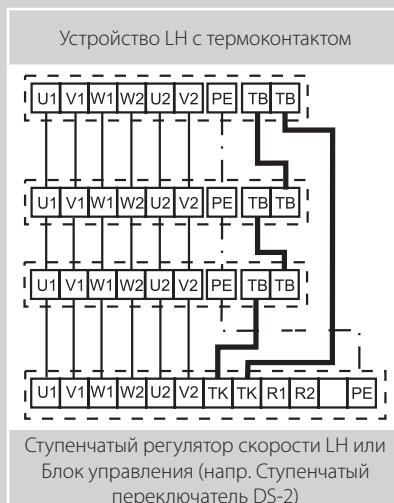 Устройство LH с термоконтактом
U1 V1 W1 W2 U2 V2 PE TB TB
U1 V1 W1 W2 U2 V2 PE TB TB
U1 V1 W1 W2 U2 V2 PE TB TB
U1 V1 W1 W2 U2 V2 TK TK R1 R2 PE
Ступенчатый регулятор скорости LH или
Блок управления (напр. Ступенчатый
переключатель DS-2)